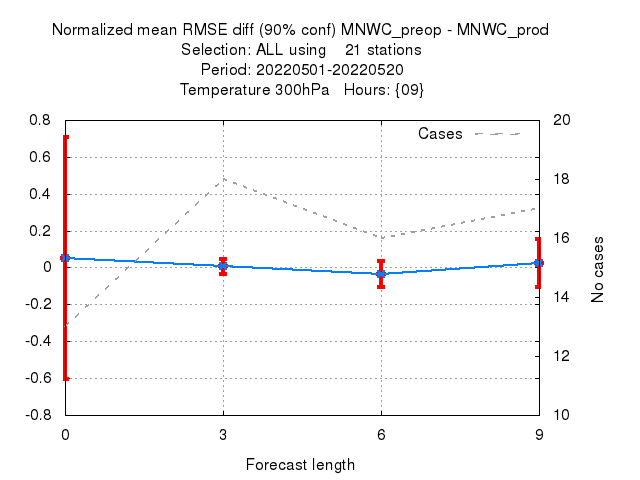 Normalized mean RMSE diff (90% conf) MNWC_preop - MNWC_prod
Selection: ALL using 21 stations
Period: 20220501-20220520
Temperature 300hPa Hours: {09}
Cases
0.8
0.6
0.4
0.2
0
-0.2
-0.4
-0.6
-0.8
20
18
16
14
12
10
No cases
0 3 6 9
Forecast length